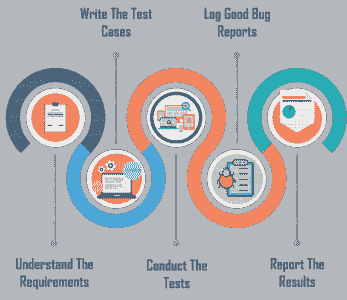 Write The Test
Cases
Log Good Bug
Reports
Understand The
Requirements
Conduct The
Tests
Report The
Results